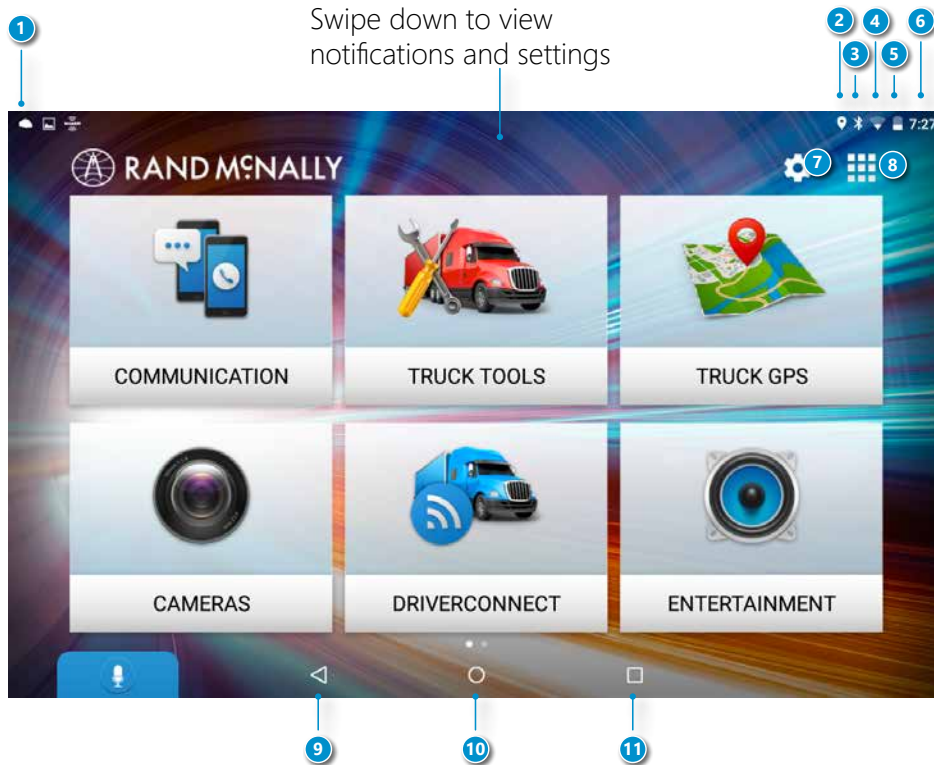 Swipe down to view
notifications and settings
1
2
4
6
3
5
7:27
RAND MCNALLY
7
8
COMMUNICATION
TRUCK TOOLS
TRUCK GPS
CAMERAS
DRIVERCONNECT
ENTERTAINMENT
9
10
11